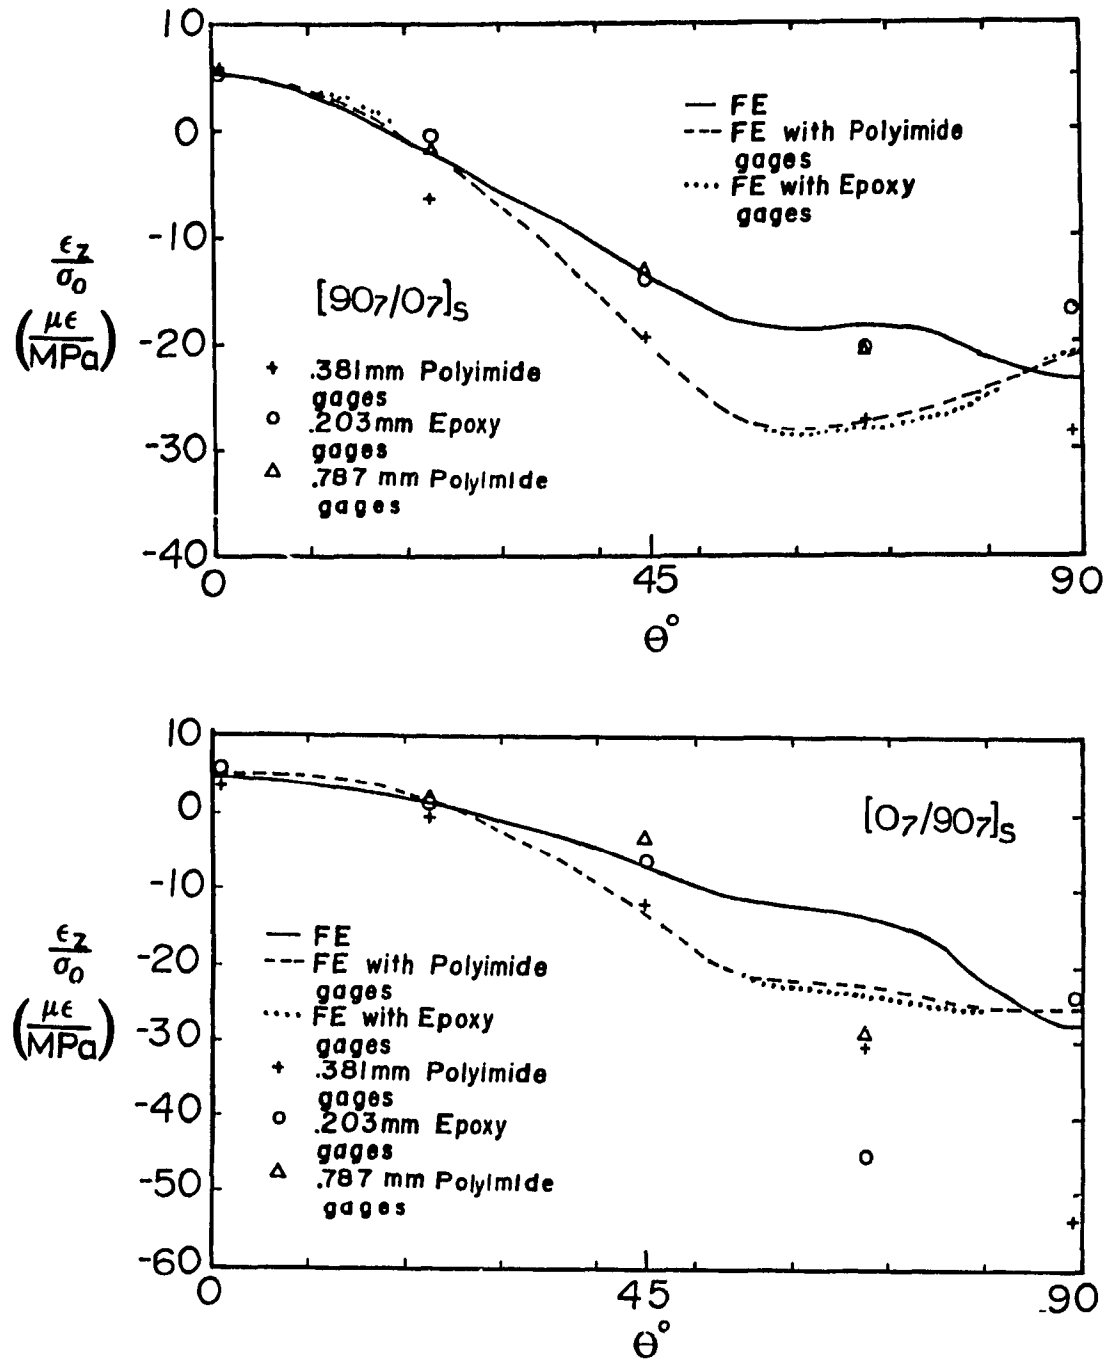 10
0
-10
-20
-30
-40
εz
σo
(με
MPa)
— FE
--- FE with Polyimide
gages
.... FE with Epoxy
gages
[90₇/0₇]s
+ .381mm Polyimide
gages
o .203mm Epoxy
gages
△ .787 mm Polyimide
gages
0 45 90
θ°
10
0
-10
-20
-30
-40
-50
-60
εz
σo
(με
MPa)
[0₇/90₇]s
— FE
--- FE with Polyimide
gages
.... FE with Epoxy
gages
+ .381mm Polyimide
gages
o .203mm Epoxy
gages
△ .787 mm Polyimide
gages
0 45 90
θ°